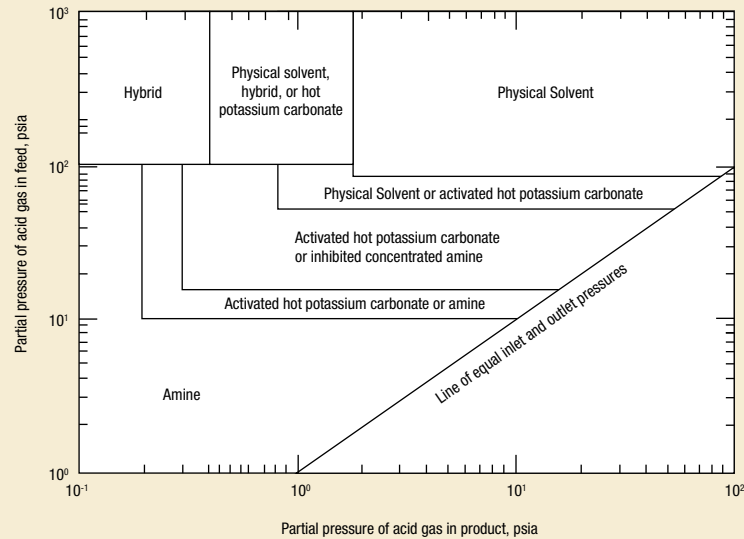 10³
Partial pressure of acid gas in feed, psia
Hybrid
Physical solvent,
hybrid, or hot
potassium carbonate
Physical Solvent
10²
Physical Solvent or activated hot potassium carbonate
Activated hot potassium carbonate
or inhibited concentrated amine
Activated hot potassium carbonate or amine
10¹
Line of equal inlet and outlet pressures
Amine
10⁰
10⁻¹
10⁰
10¹
10²
Partial pressure of acid gas in product, psia